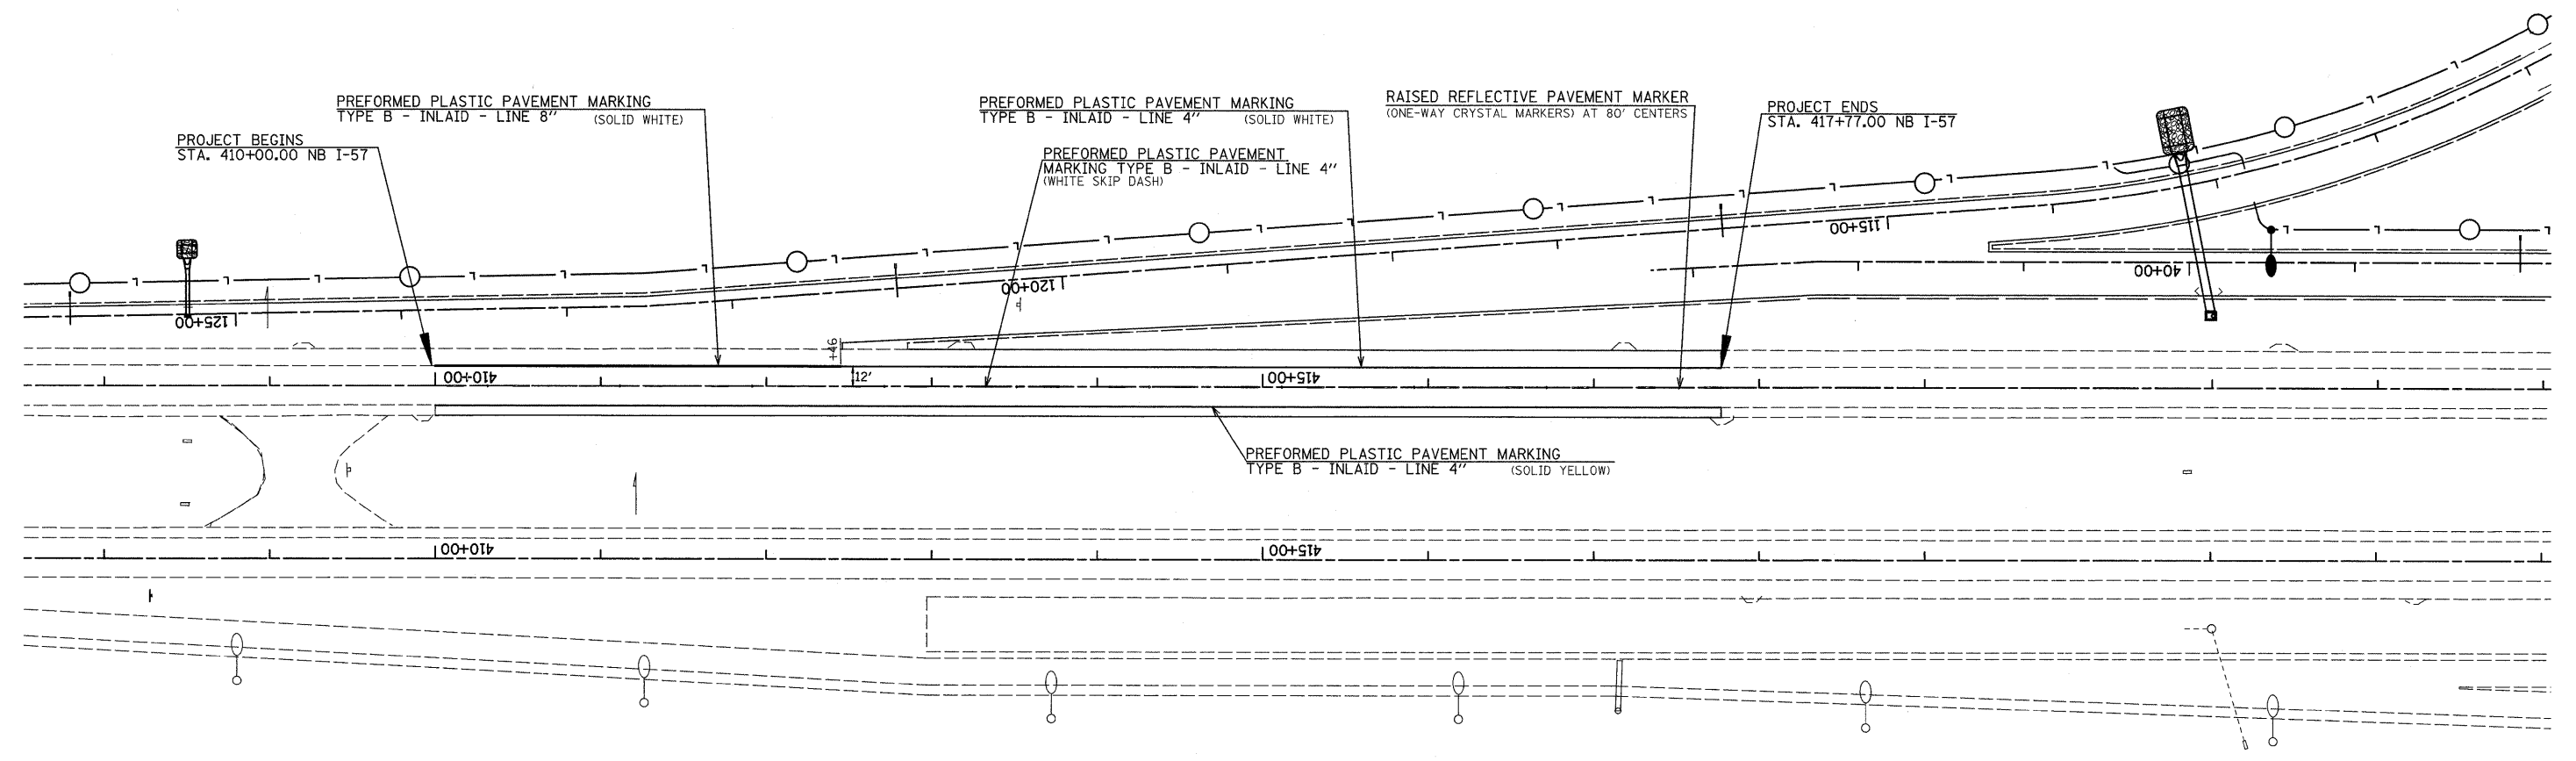 PREFORMED PLASTIC PAVEMENT MARKING
TYPE B - INLAID - LINE 8" (SOLID WHITE)
PROJECT BEGINS
STA. 410+00.00 NB I-57
PREFORMED PLASTIC PAVEMENT MARKING
TYPE B - INLAID - LINE 4" (SOLID WHITE)
PREFORMED PLASTIC PAVEMENT
MARKING TYPE B - INLAID - LINE 4"
(WHITE SKIP DASH)
RAISED REFLECTIVE PAVEMENT MARKER
(ONE-WAY CRYSTAL MARKERS) AT 80' CENTERS
PROJECT ENDS
STA. 417+77.00 NB I-57
115+00
40+00
120+00
125+00
+46
12'
410+00
415+00
PREFORMED PLASTIC PAVEMENT MARKING
TYPE B - INLAID - LINE 4" (SOLID YELLOW)
410+00
415+00